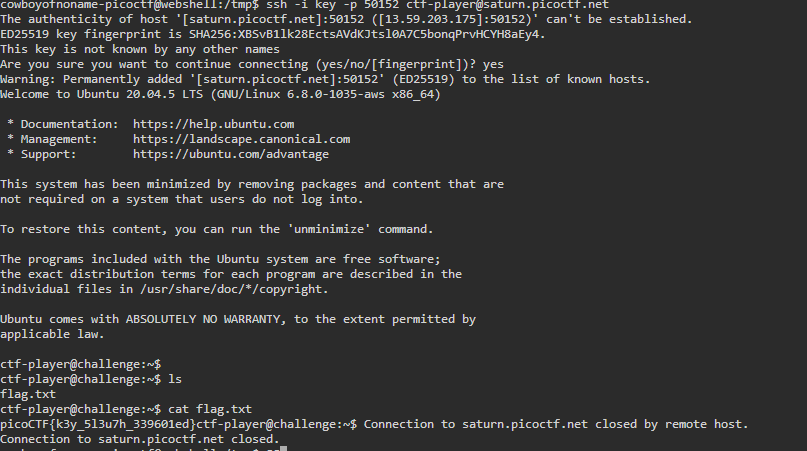 cowboyofnoname-picoctf@webshell:/tmp$ ssh -i key -p 50152 ctf-player@saturn.picoctf.net
The authenticity of host '[saturn.picoctf.net]:50152 ([13.59.203.175]:50152)' can't be established.
ED25519 key fingerprint is SHA256:XBSvB1lk28EctsAVdKJtsl0A7C5bonqPrvHCYH8aEy4.
This key is not known by any other names
Are you sure you want to continue connecting (yes/no/[fingerprint])? yes
Warning: Permanently added '[saturn.picoctf.net]:50152' (ED25519) to the list of known hosts.
Welcome to Ubuntu 20.04.5 LTS (GNU/Linux 6.8.0-1035-aws x86_64)
* Documentation: https://help.ubuntu.com
* Management: https://landscape.canonical.com
* Support: https://ubuntu.com/advantage
This system has been minimized by removing packages and content that are
not required on a system that users do not log into.
To restore this content, you can run the 'unminimize' command.
The programs included with the Ubuntu system are free software;
the exact distribution terms for each program are described in the
individual files in /usr/share/doc/*/copyright.
Ubuntu comes with ABSOLUTELY NO WARRANTY, to the extent permitted by
applicable law.
ctf-player@challenge:~$
ctf-player@challenge:~$ ls
flag.txt
ctf-player@challenge:~$ cat flag.txt
picoCTF{k3y_5l3u7h_339601ed}ctf-player@challenge:~$ Connection to saturn.picoctf.net closed by remote host.
Connection to saturn.picoctf.net closed.